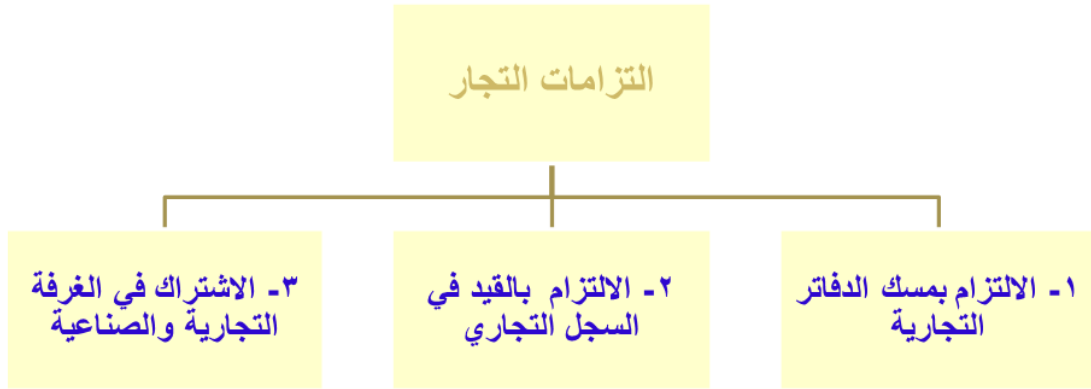 التزامات التجار
١- الالتزام بمسك الدفاتر
التجارية
٢- الالتزام بالقيد في
السجل التجاري
٣- الاشتراك في الغرفة
التجارية والصناعية